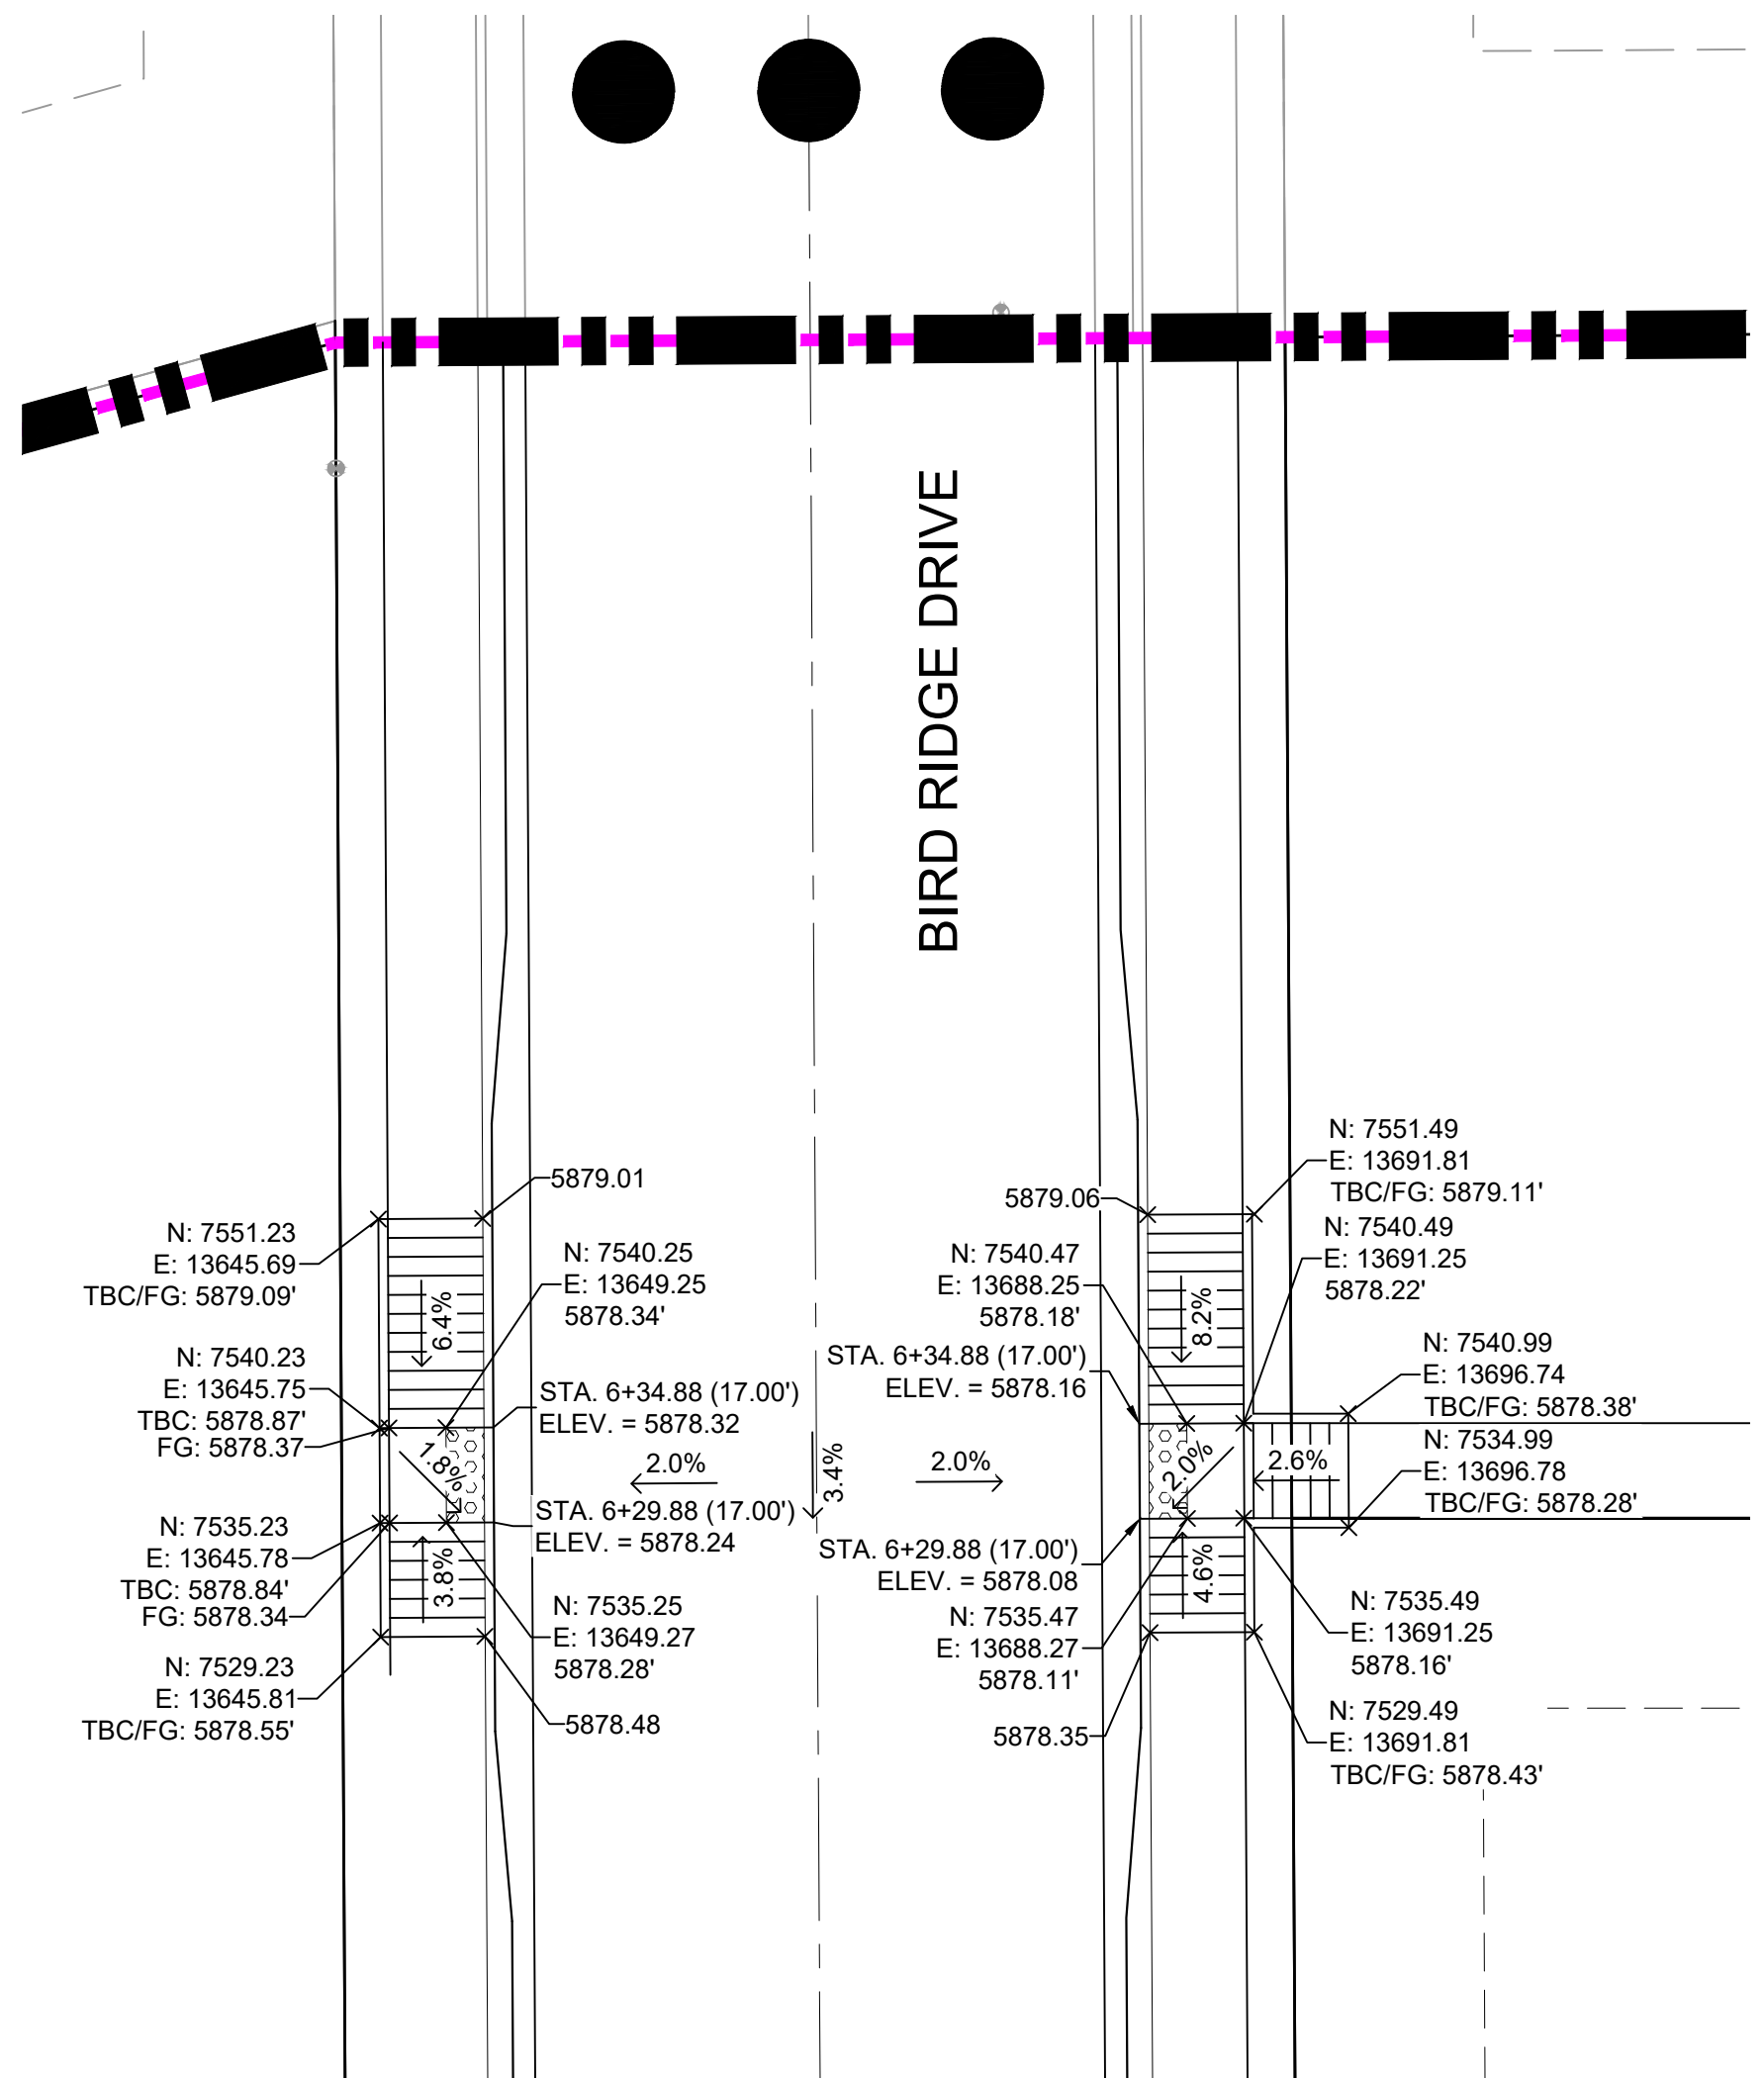 BIRD RIDGE DRIVE
5879.01
N: 7551.23
E: 13645.69
TBC/FG: 5879.09'
N: 7540.25
E: 13649.25
5878.34'
6.4%
N: 7540.23
E: 13645.75
TBC: 5878.87'
FG: 5878.37
STA. 6+34.88 (17.00')
ELEV. = 5878.32
1.8%
2.0%
STA. 6+29.88 (17.00')
ELEV. = 5878.24
N: 7535.23
E: 13645.78
TBC: 5878.84'
FG: 5878.34
3.8%
N: 7535.25
E: 13649.27
5878.28'
N: 7529.23
E: 13645.81
TBC/FG: 5878.55'
5878.48
3.4%
2.0%
N: 7551.49
E: 13691.81
TBC/FG: 5879.11'
5879.06
N: 7540.49
E: 13691.25
5878.22'
N: 7540.47
E: 13688.25
5878.18'
8.2%
STA. 6+34.88 (17.00')
ELEV. = 5878.16
N: 7540.99
E: 13696.74
TBC/FG: 5878.38'
2.0%
2.6%
N: 7534.99
E: 13696.78
TBC/FG: 5878.28'
STA. 6+29.88 (17.00')
ELEV. = 5878.08
4.6%
N: 7535.47
E: 13688.27
5878.11'
N: 7535.49
E: 13691.25
5878.16'
5878.35
N: 7529.49
E: 13691.81
TBC/FG: 5878.43'